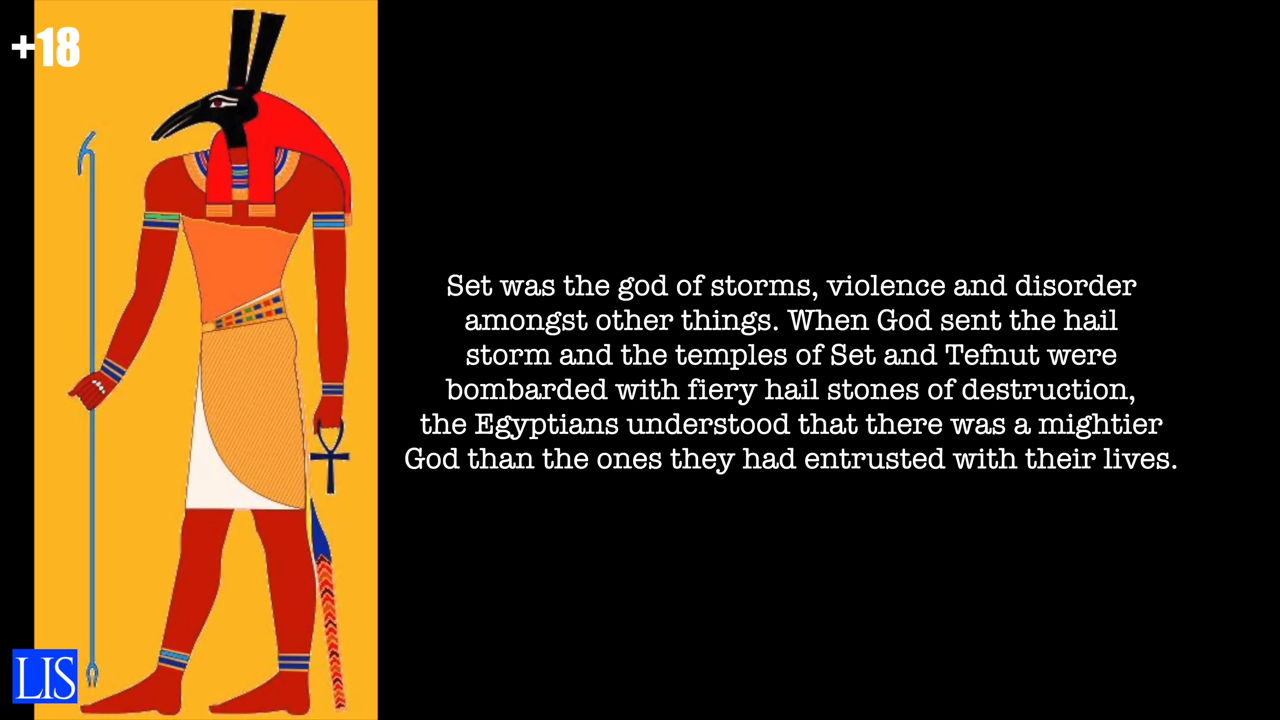 +18
Set was the god of storms, violence and disorder
amongst other things. When God sent the hail
storm and the temples of Set and Tefnut were
bombarded with fiery hail stones of destruction,
the Egyptians understood that there was a mightier
God than the ones they had entrusted with their lives.
LIS